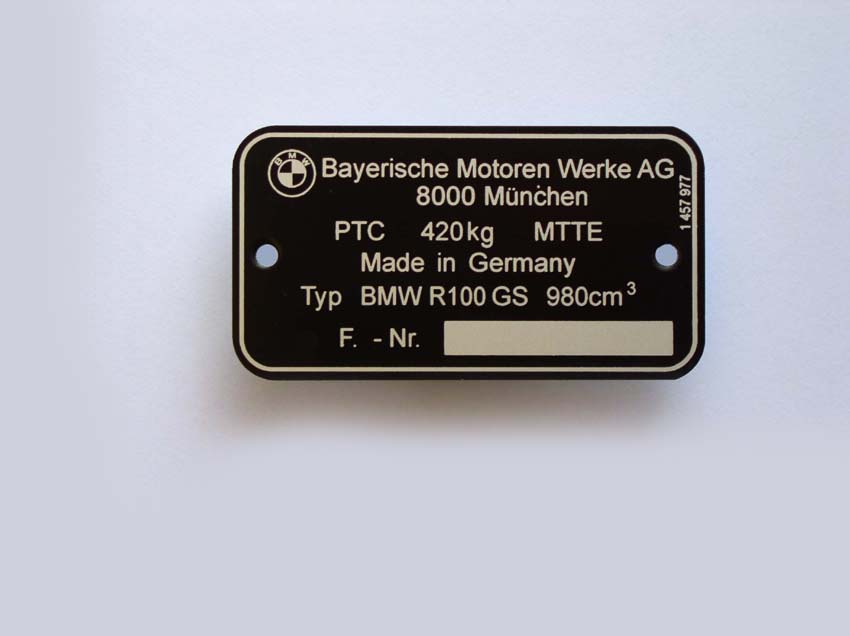 BMW
Bayerische Motoren Werke AG
8000 München
PTC 420kg MTTE
Made in Germany
Typ BMW R100 GS 980cm³
F. - Nr.
1 457 977